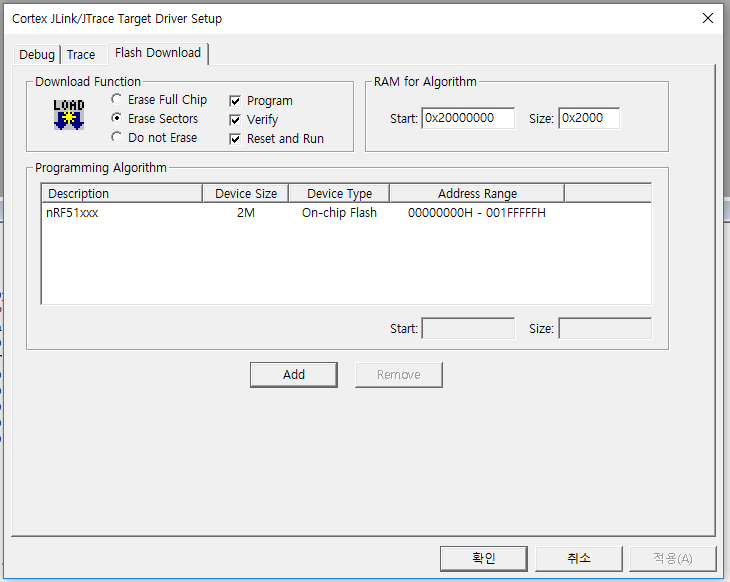 Cortex JLink/JTrace Target Driver Setup
Debug Trace Flash Download
Download Function
LOAD
Erase Full Chip
Erase Sectors
Do not Erase
Program
Verify
Reset and Run
RAM for Algorithm
Start: 0x20000000 Size: 0x2000
Programming Algorithm
Description Device Size Device Type Address Range
nRF51xxx 2M On-chip Flash 00000000H - 001FFFFFH
Start: Size:
Add Remove
확인 취소 적용(A)